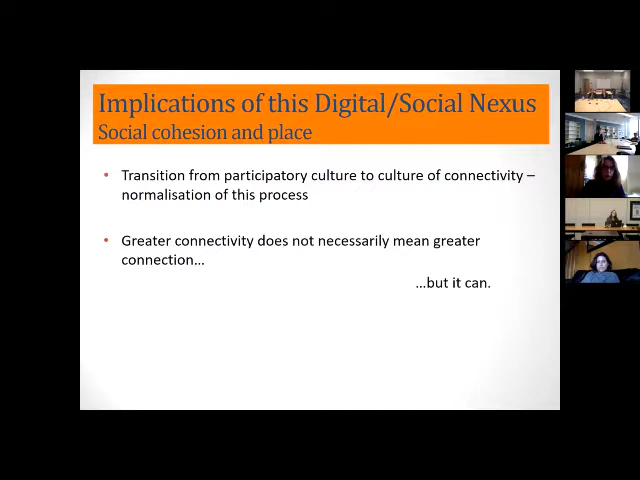 Implications of this Digital/Social Nexus
Social cohesion and place
• Transition from participatory culture to culture of connectivity –
normalisation of this process
• Greater connectivity does not necessarily mean greater
connection…
…but it can.